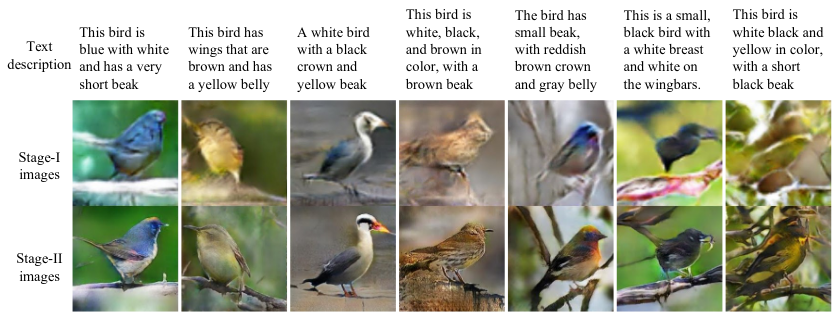 Text
description
This bird is
blue with white
and has a very
short beak
This bird has
wings that are
brown and has
a yellow belly
A white bird
with a black
crown and
yellow beak
This bird is
white, black,
and brown in
color, with a
brown beak
The bird has
small beak,
with reddish
brown crown
and gray belly
This is a small,
black bird with
a white breast
and white on
the wingbars.
This bird is
white black and
yellow in color,
with a short
black beak
Stage-I
images
Stage-II
images